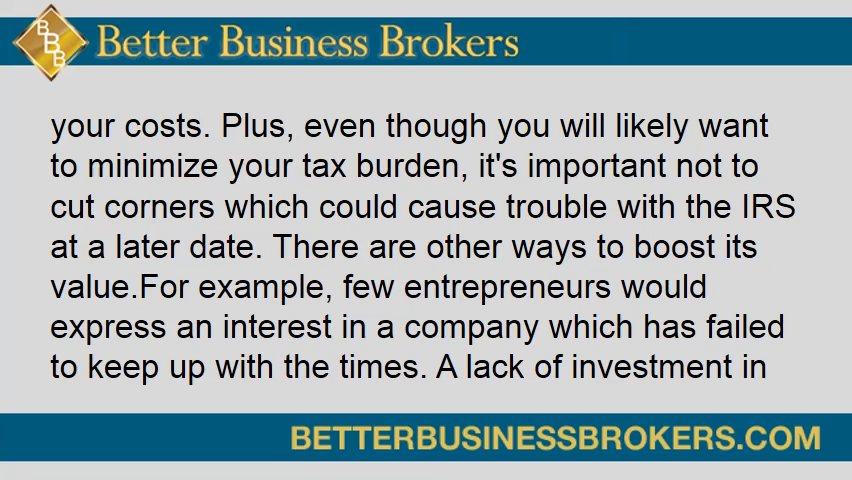 BBB
Better Business Brokers
your costs. Plus, even though you will likely want
to minimize your tax burden, it's important not to
cut corners which could cause trouble with the IRS
at a later date. There are other ways to boost its
value.For example, few entrepreneurs would
express an interest in a company which has failed
to keep up with the times. A lack of investment in
BETTERBUSINESSBROKERS.COM